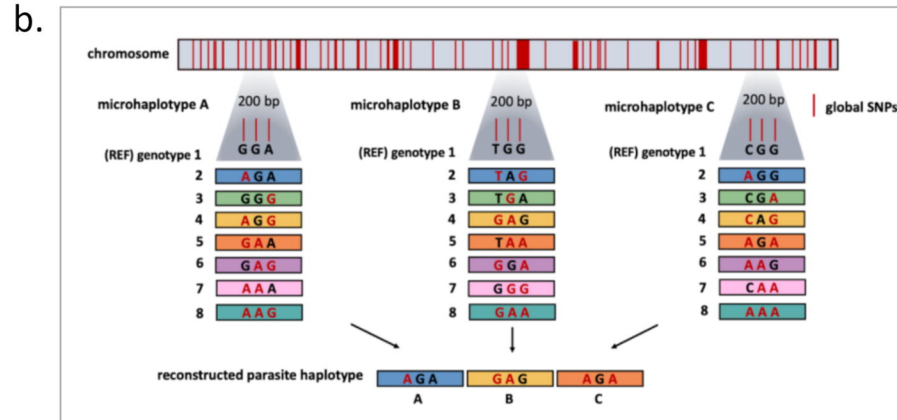 b.
chromosome
microhaplotype A 200 bp microhaplotype B 200 bp microhaplotype C 200 bp global SNPs
(REF) genotype 1 G G A (REF) genotype 1 T G G (REF) genotype 1 C G G
2 A G A 2 T A G 2 A G G
3 G G G 3 T G A 3 C G A
4 A G G 4 G A G 4 C A G
5 G A A 5 T A A 5 A G A
6 G A G 6 G G A 6 A A G
7 A A A 7 G G G 7 C A A
8 A A G 8 G A A 8 A A A
reconstructed parasite haplotype A G A G A G A G A
A B C